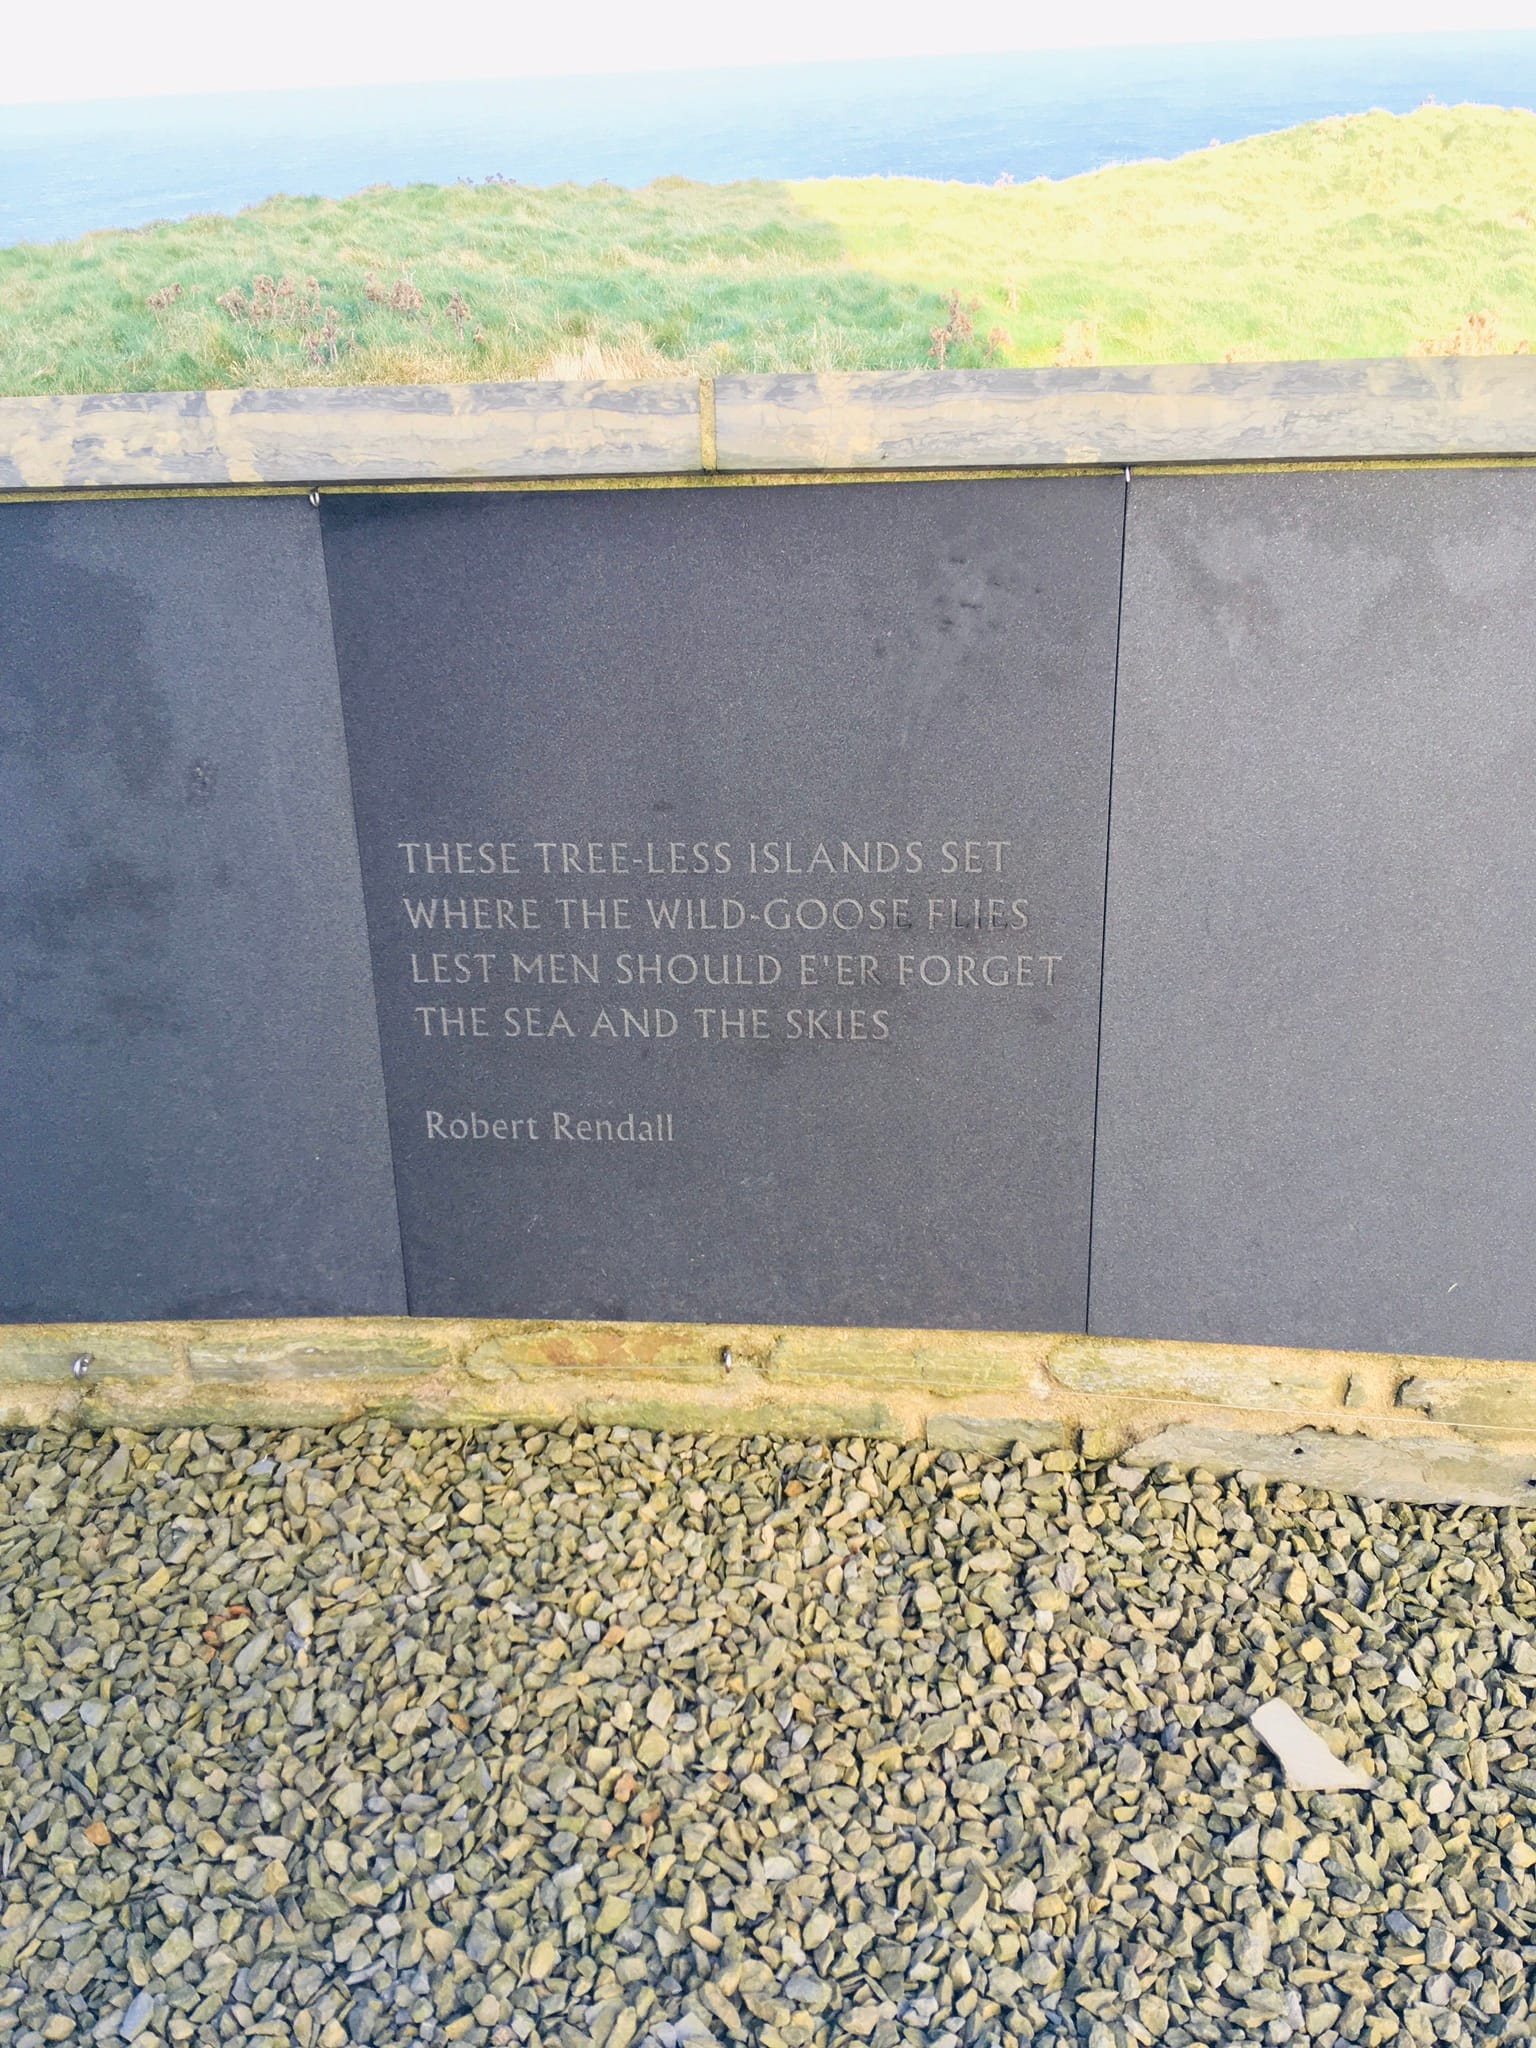 THESE TREE-LESS ISLANDS SET
WHERE THE WILD-GOOSE FLIES
LEST MEN SHOULD E'ER FORGET
THE SEA AND THE SKIES
Robert Rendall